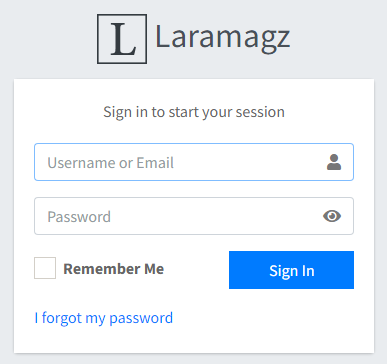 L Laramagz
Sign in to start your session
Username or Email
Password
Remember Me
Sign In
I forgot my password